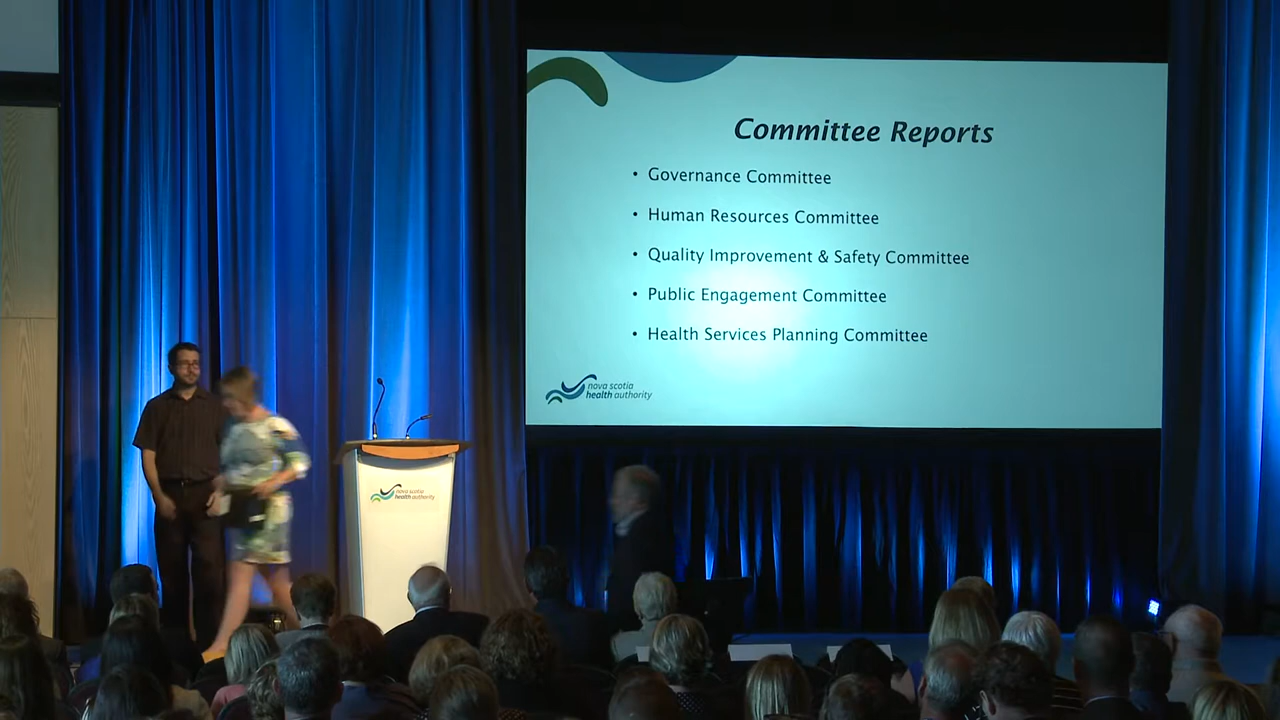 Committee Reports
• Governance Committee
• Human Resources Committee
• Quality Improvement & Safety Committee
• Public Engagement Committee
• Health Services Planning Committee
nova scotia
health authority
nova scotia
health authority